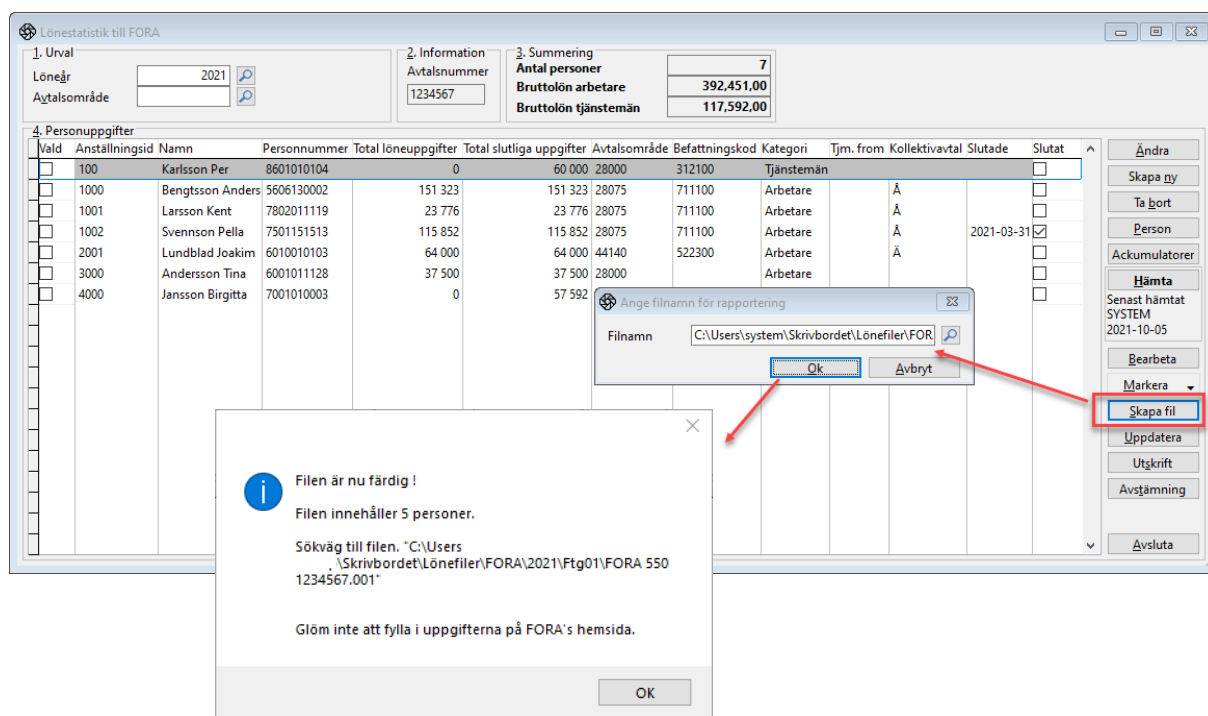 Lönestatistik till FORA
1. Urval
Löneår 2021
Avtalsområde
2. Information
Avtalsnummer
1234567
3. Summering
Antal personer 7
Bruttolön arbetare 392,451,00
Bruttolön tjänstemän 117,592,00
4. Personuppgifter
Vald Anställningsid Namn Personnummer Total löneuppgifter Total slutliga uppgifter Avtalsområde Befattningskod Kategori Tjm. from Kollektivavtal Slutade Slutat
100 Karlsson Per 8601010104 0 60 000 28000 312100 Tjänstemän
1000 Bengtsson Anders 5606130002 151 323 151 323 28075 711100 Arbetare Å
1001 Larsson Kent 7802011119 23 776 23 776 28075 711100 Arbetare Å
1002 Svennson Pella 7501151513 115 852 115 852 28075 711100 Arbetare Å 2021-03-31
2001 Lundblad Joakim 6010010103 64 000 64 000 44140 522300 Arbetare Ä
3000 Andersson Tina 6001011128 37 500 37 500 28000 Arbetare
4000 Jansson Birgitta 7001010003 0 57 592
Ändra
Skapa ny
Ta bort
Person
Ackumulatorer
Hämta
Senast hämtat
SYSTEM
2021-10-05
Bearbeta
Markera
Skapa fil
Uppdatera
Utskrift
Avstämning
Avsluta
Ange filnamn för rapportering
Filnamn C:\Users\system\Skrivbordet\Lönefiler\FOR
Ok Avbryt
Filen är nu färdig !
Filen innehåller 5 personer.
Sökväg till filen. "C:\Users
\Skrivbordet\Lönefiler\FORA\2021\Ftg01\FORA 550
1234567.001"
Glöm inte att fylla i uppgifterna på FORA's hemsida.
OK